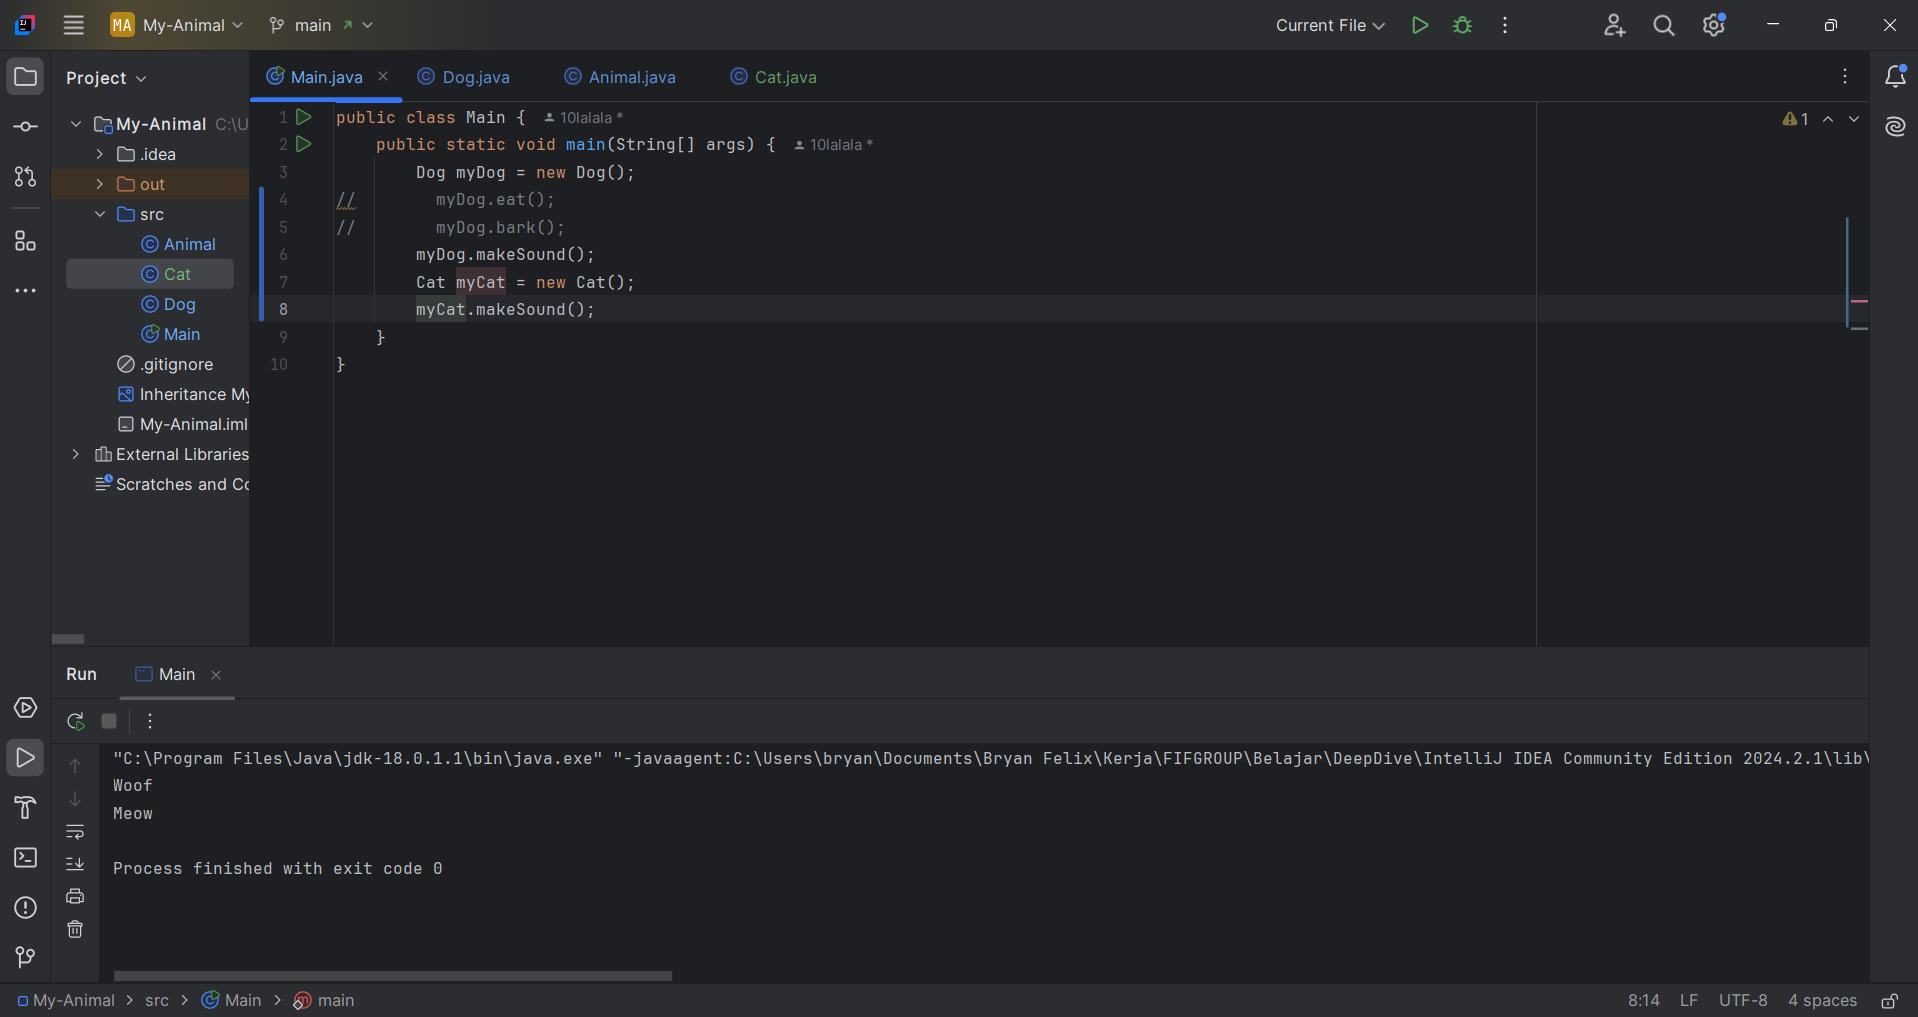 MA My-Animal main Current File
Project
Main.java Dog.java Animal.java Cat.java
My-Animal C:\U
.idea
out
src
Animal
Cat
Dog
Main
.gitignore
Inheritance My
My-Animal.iml
External Libraries
Scratches and Co
1 public class Main { 10lalala *
2 public static void main(String[] args) { 10lalala *
3 Dog myDog = new Dog();
4 // myDog.eat();
5 // myDog.bark();
6 myDog.makeSound();
7 Cat myCat = new Cat();
8 myCat.makeSound();
9 }
10 }
1
Run Main
"C:\Program Files\Java\jdk-18.0.1.1\bin\java.exe" "-javaagent:C:\Users\bryan\Documents\Bryan Felix\Kerja\FIFGROUP\Belajar\DeepDive\IntelliJ IDEA Community Edition 2024.2.1\lib\
Woof
Meow
Process finished with exit code 0
My-Animal > src > Main > main 8:14 LF UTF-8 4 spaces